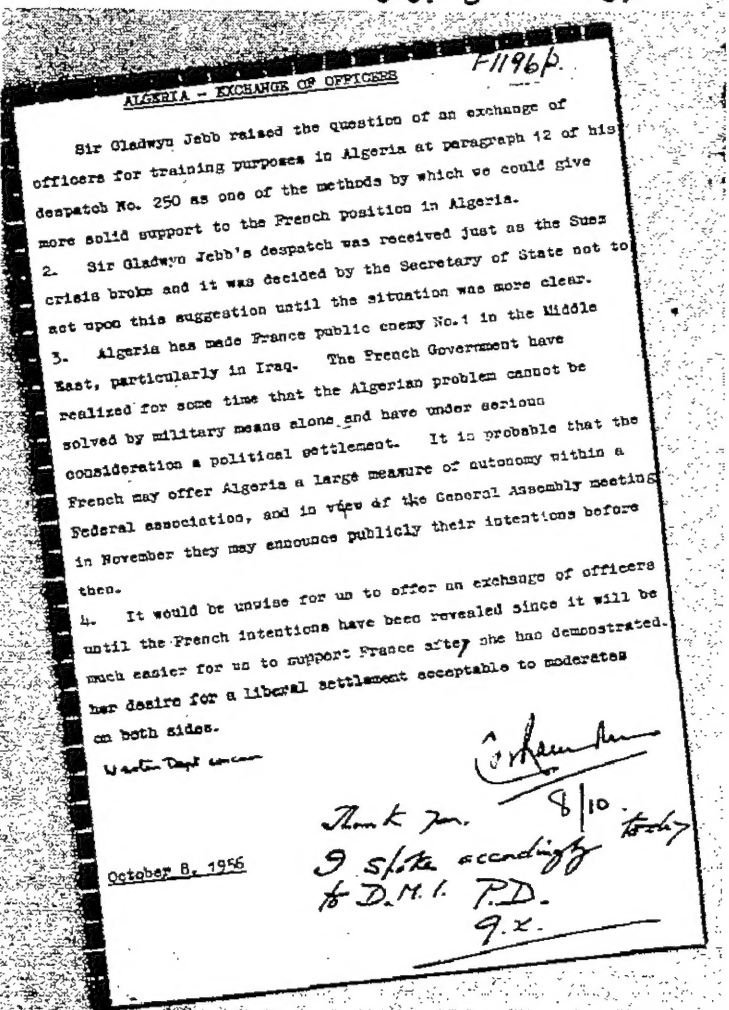 F1196/2.
ALGERIA - EXCHANGE OF OFFICERS
Sir Gladwyn Jebb raised the question of an exchange of
officers for training purposes in Algeria at paragraph 12 of his
despatch No. 250 as one of the methods by which we could give
more solid support to the French position in Algeria.
2. Sir Gladwyn Jebb's despatch was received just as the Suez
crisis broke and it was decided by the Secretary of State not to
act upon this suggestion until the situation was more clear.
3. Algeria has made France public enemy No.1 in the Middle
East, particularly in Iraq. The French Government have
realized for some time that the Algerian problem cannot be
solved by military means alone and have under serious
consideration a political settlement. It is probable that the
French may offer Algeria a large measure of autonomy within a
Federal association, and in view of the General Assembly meeting
in November they may announce publicly their intentions before
then.
4. It would be unwise for us to offer an exchange of officers
until the French intentions have been revealed since it will be
much easier for us to support France after she has demonstrated.
her desire for a liberal settlement acceptable to moderates
on both sides.
Western Dept concur
8/10.
Thank you.
I spoke accordingly today
to D.M.I. P.D.
9.x.
October 8, 1956